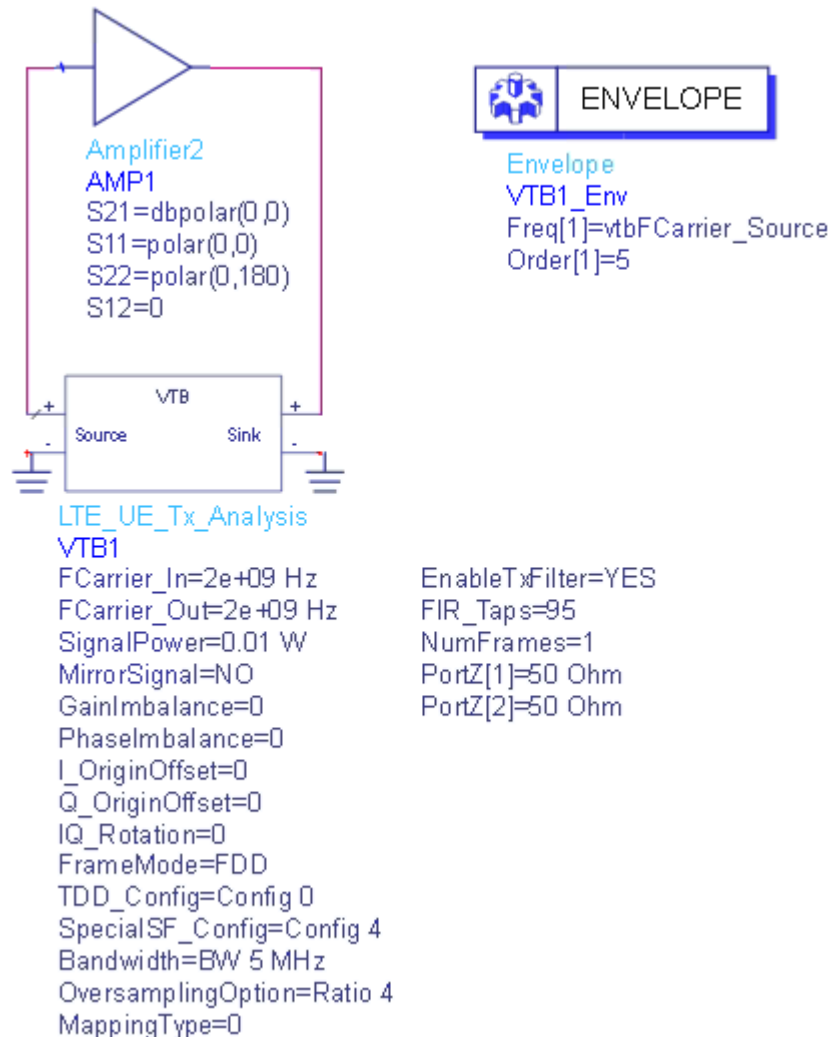 ENVELOPE
Amplifier2
AMP1
S21=dbpolar(0,0)
S11=polar(0,0)
S22=polar(0,180)
S12=0
Envelope
VTB1_Env
Freq[1]=vtbFCarrier_Source
Order[1]=5
VTB
+ +
Source Sink
- -
LTE_UE_Tx_Analysis
VTB1
FCarrier_In=2e+09 Hz
FCarrier_Out=2e+09 Hz
SignalPower=0.01 W
MirrorSignal=NO
GainImbalance=0
PhaseImbalance=0
I_OriginOffset=0
Q_OriginOffset=0
IQ_Rotation=0
FrameMode=FDD
TDD_Config=Config 0
SpecialSF_Config=Config 4
Bandwidth=BW 5 MHz
OversamplingOption=Ratio 4
MappingType=0
EnableTxFilter=YES
FIR_Taps=95
NumFrames=1
PortZ[1]=50 Ohm
PortZ[2]=50 Ohm